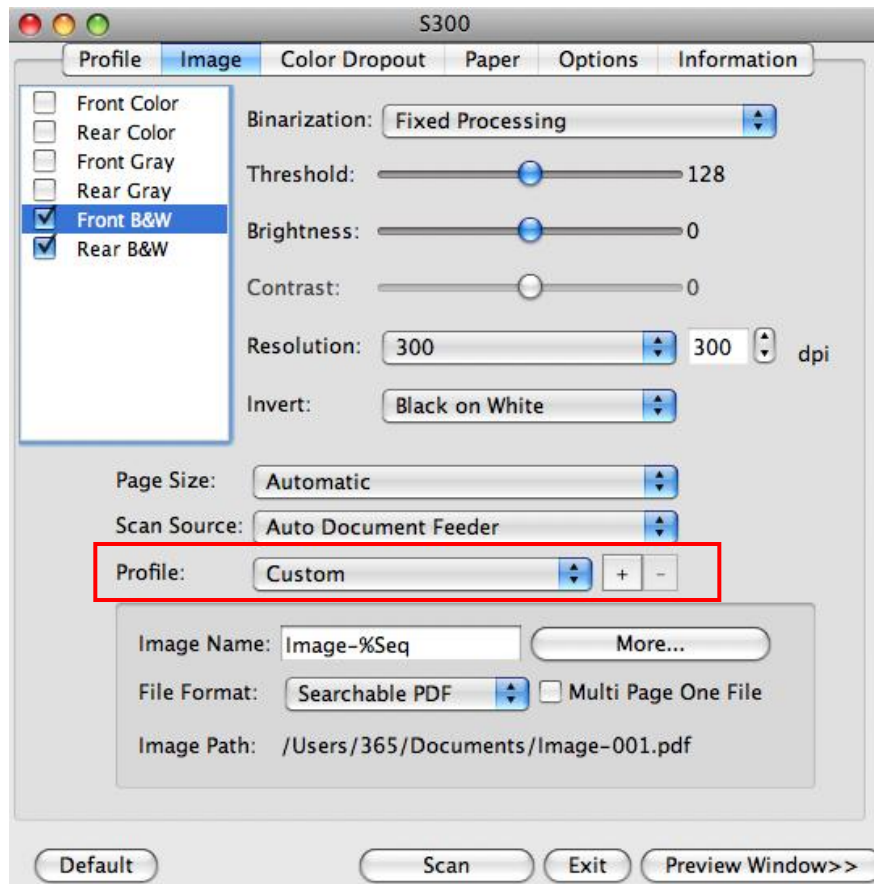 S300
Profile Image Color Dropout Paper Options Information
Front Color
Rear Color
Front Gray
Rear Gray
Front B&W
Rear B&W
Binarization: Fixed Processing
Threshold: 128
Brightness: 0
Contrast: 0
Resolution: 300 300 dpi
Invert: Black on White
Page Size: Automatic
Scan Source: Auto Document Feeder
Profile: Custom + -
Image Name: Image-%Seq More...
File Format: Searchable PDF Multi Page One File
Image Path: /Users/365/Documents/Image-001.pdf
Default Scan Exit Preview Window>>